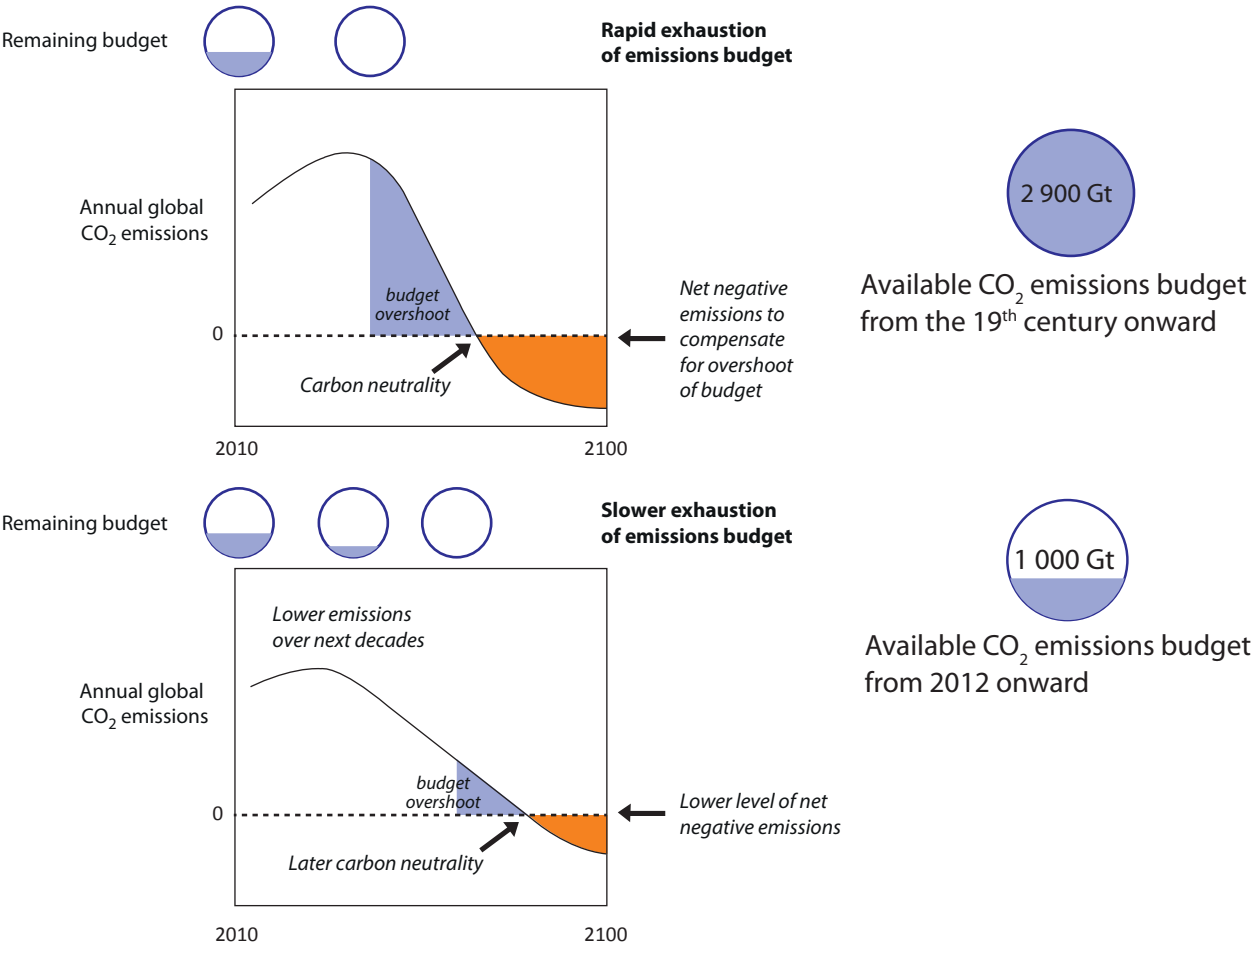 Remaining budget
Rapid exhaustion
of emissions budget
Annual global
CO2 emissions
budget
overshoot
0
Carbon neutrality
Net negative
emissions to
compensate
for overshoot
of budget
2010
2100
2 900 Gt
Available CO2 emissions budget
from the 19th century onward
Remaining budget
Slower exhaustion
of emissions budget
Lower emissions
over next decades
Annual global
CO2 emissions
budget
overshoot
0
Later carbon neutrality
Lower level of net
negative emissions
2010
2100
1 000 Gt
Available CO2 emissions budget
from 2012 onward